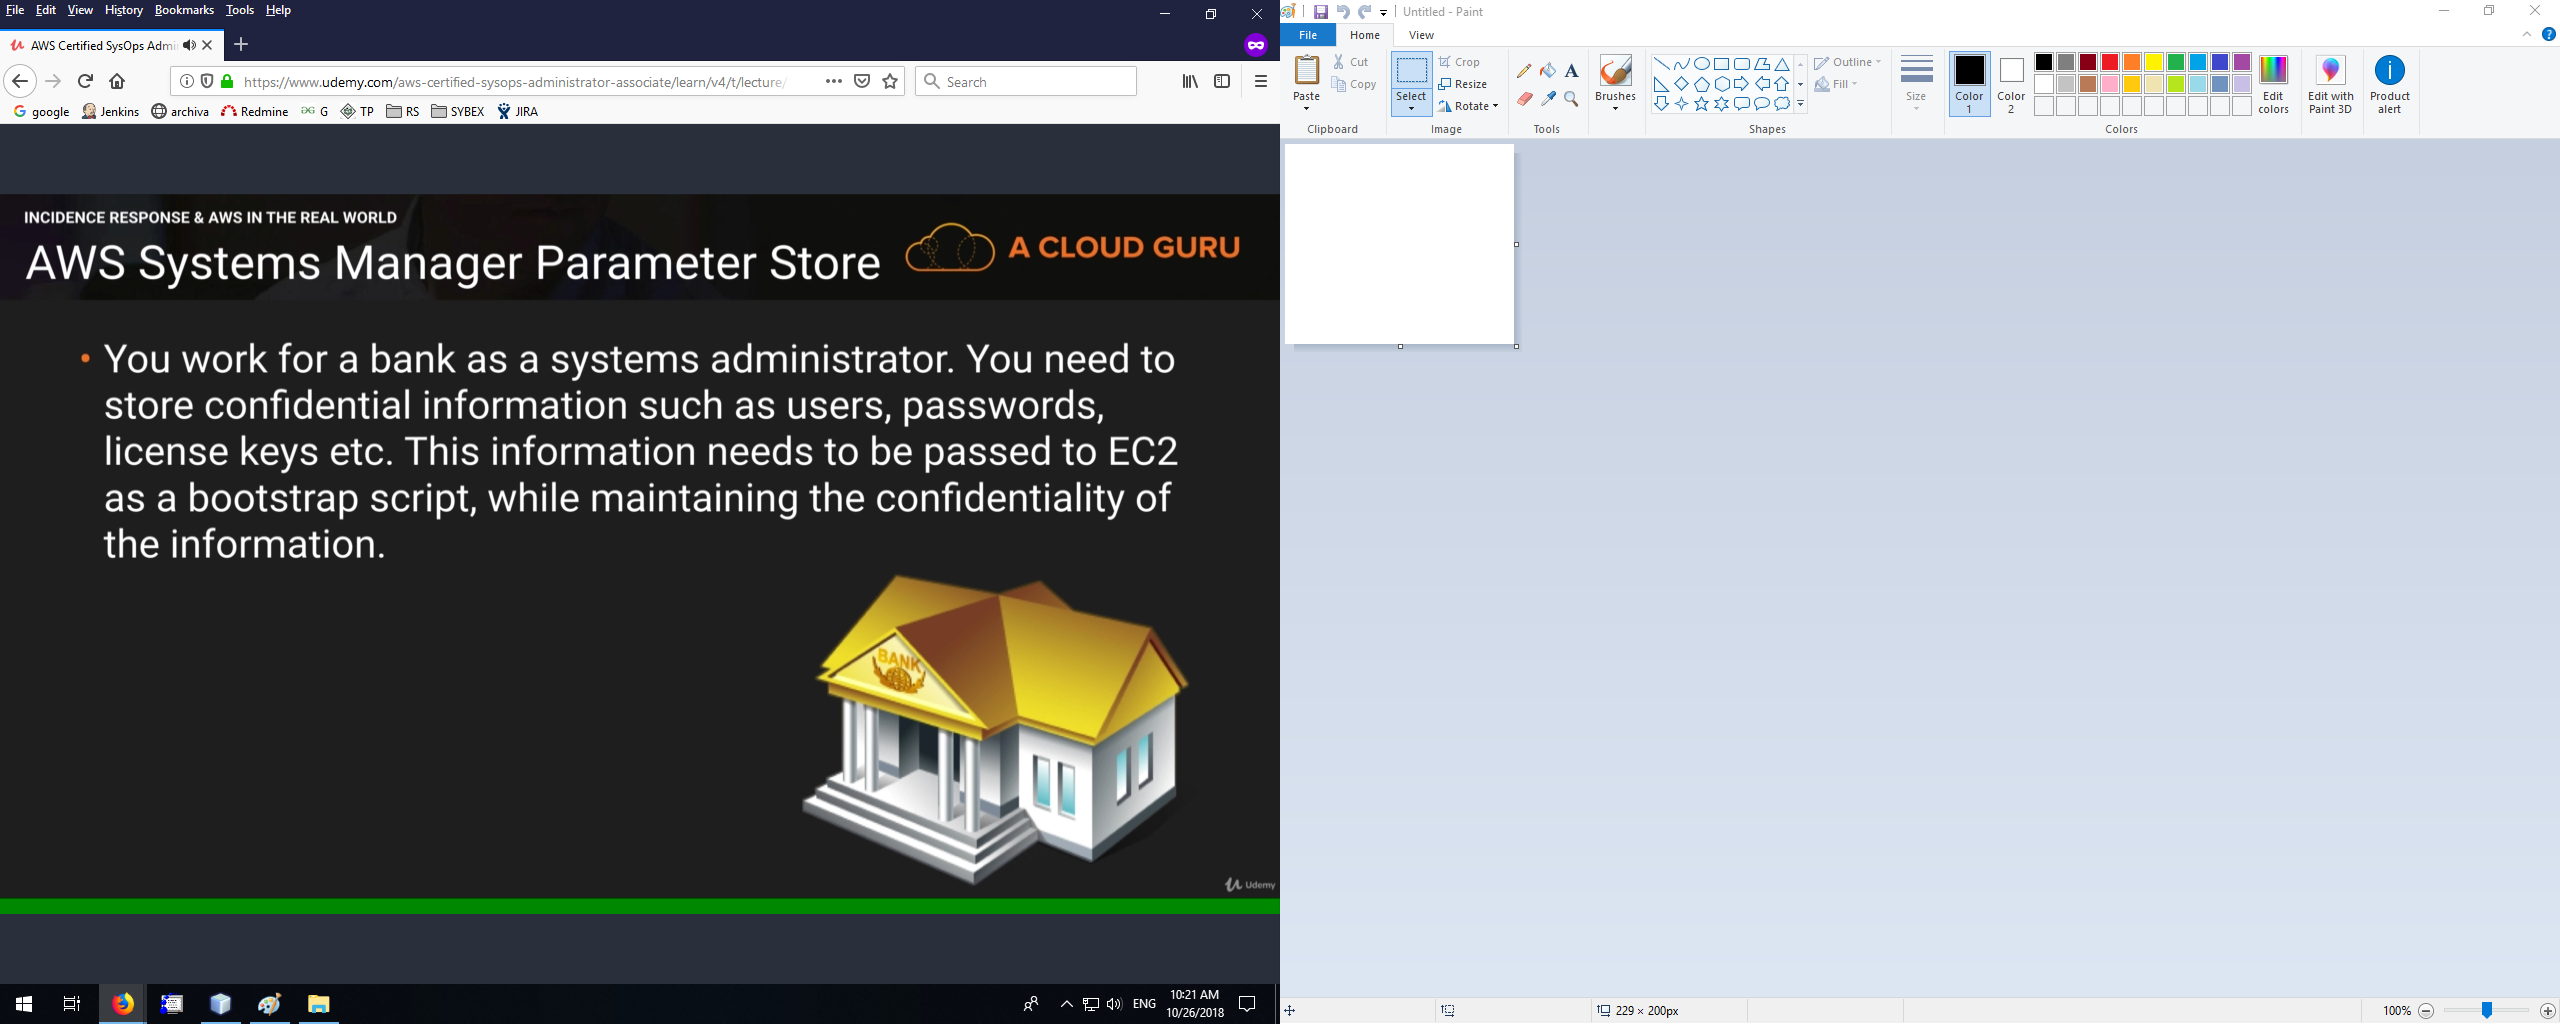 File Edit View History Bookmarks Tools Help
AWS Certified SysOps Admi
https://www.udemy.com/aws-certified-sysops-administrator-associate/learn/v4/t/lecture/
Search
google Jenkins archiva Redmine G TP RS SYBEX JIRA
INCIDENCE RESPONSE & AWS IN THE REAL WORLD
AWS Systems Manager Parameter Store
A CLOUD GURU
• You work for a bank as a systems administrator. You need to
store confidential information such as users, passwords,
license keys etc. This information needs to be passed to EC2
as a bootstrap script, while maintaining the confidentiality of
the information.
BANK
Udemy
ENG
10:21 AM
10/26/2018
Untitled - Paint
File Home View
Paste
Cut
Copy
Clipboard
Select
Crop
Resize
Rotate
Image
Tools
Brushes
Outline
Fill
Shapes
Size
Color
1
Color
2
Edit
colors
Colors
Edit with
Paint 3D
Product
alert
229 × 200px
100%